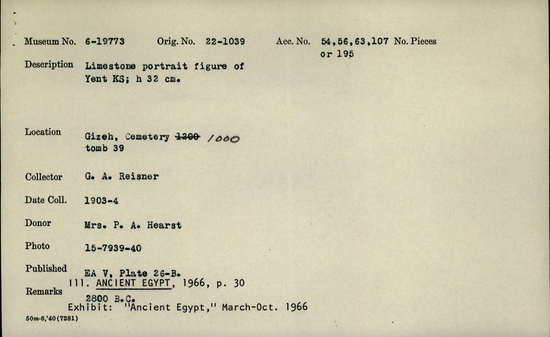 Museum No. 6-19773 Orig. No. 22-1039 Acc. No. 54,56,63,107 No. Pieces
or 195
Description Limestone portrait figure of
Yent KS; h 32 cm.
Location Gizeh, Cemetery 1200 1000
tomb 39
Collector G. A. Reisner
Date Coll. 1903-4
Donor Mrs. P. A. Hearst
Photo 15-7939-40
Published EA V, Plate 26-B.
Ill. ANCIENT EGYPT, 1966, p. 30
Remarks 2800 B.C.
Exhibit: "Ancient Egypt," March-Oct. 1966
50m-8,'40(7281)